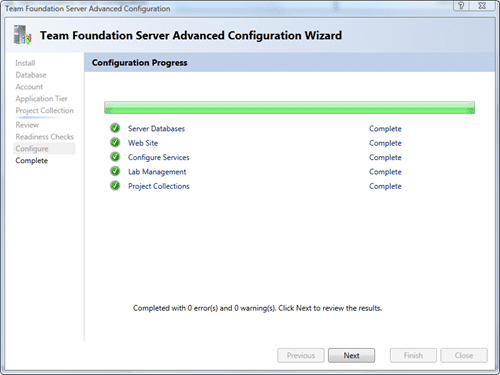 Team Foundation Server Advanced Configuration
Team Foundation Server Advanced Configuration Wizard
Install
Database
Account
Application Tier
Project Collection
Review
Readiness Checks
Configure
Complete
Configuration Progress
Server Databases Complete
Web Site Complete
Configure Services Complete
Lab Management Complete
Project Collections Complete
Completed with 0 error(s) and 0 warning(s). Click Next to review the results.
Previous Next Finish Close